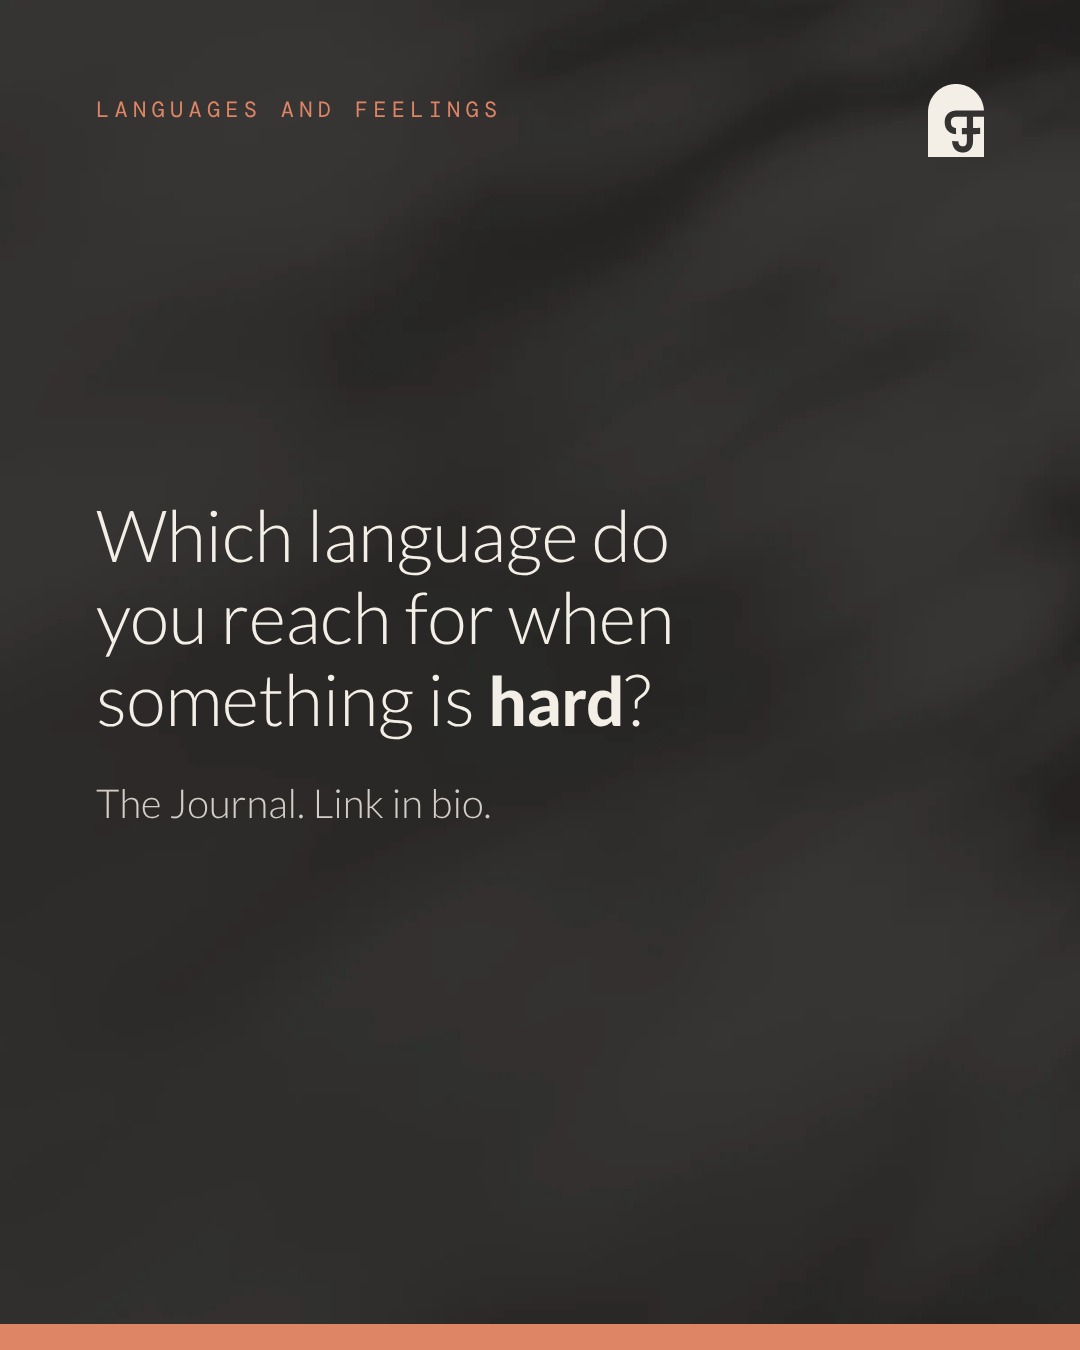 LANGUAGES AND FEELINGS
Which language do
you reach for when
something is hard?
The Journal. Link in bio.